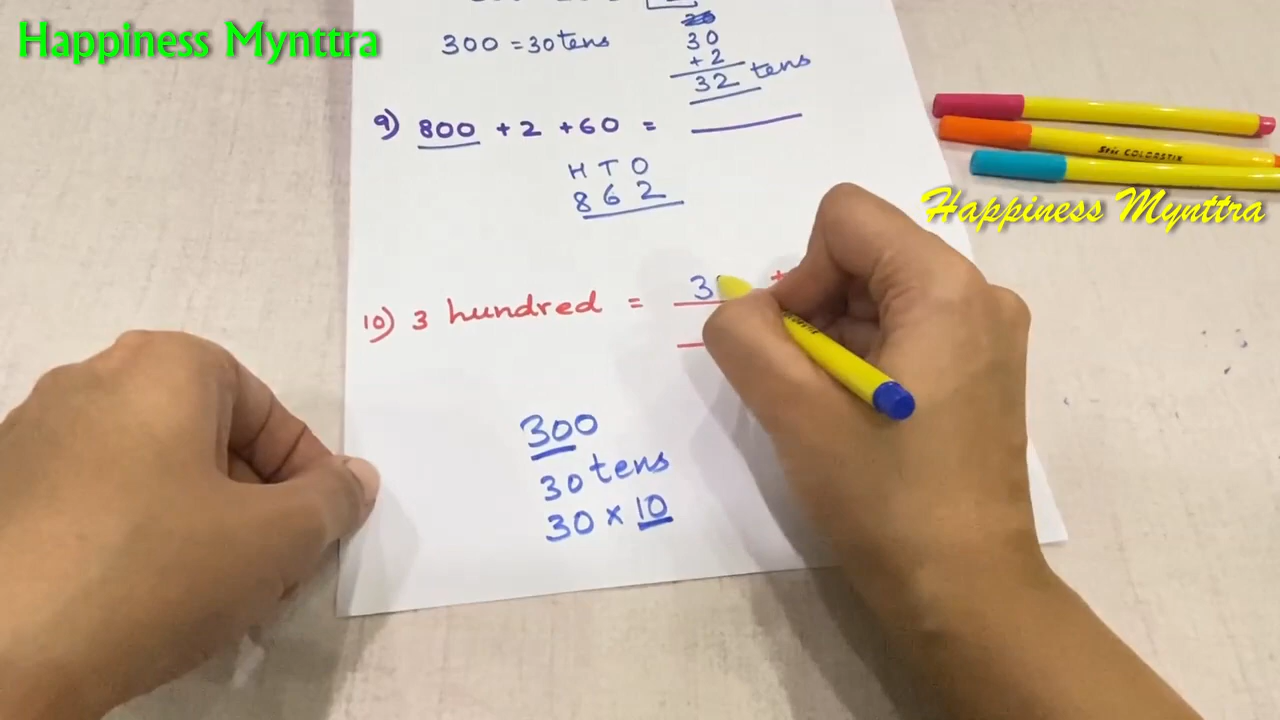 Happiness Mynttra
300 = 30 tens
30
+ 2
32 tens
9) 800 + 2 + 60 =
H T O
8 6 2
Happiness Mynttra
10) 3 hundred = 3
300
30 tens
30 × 10
Stic COLORSTIX